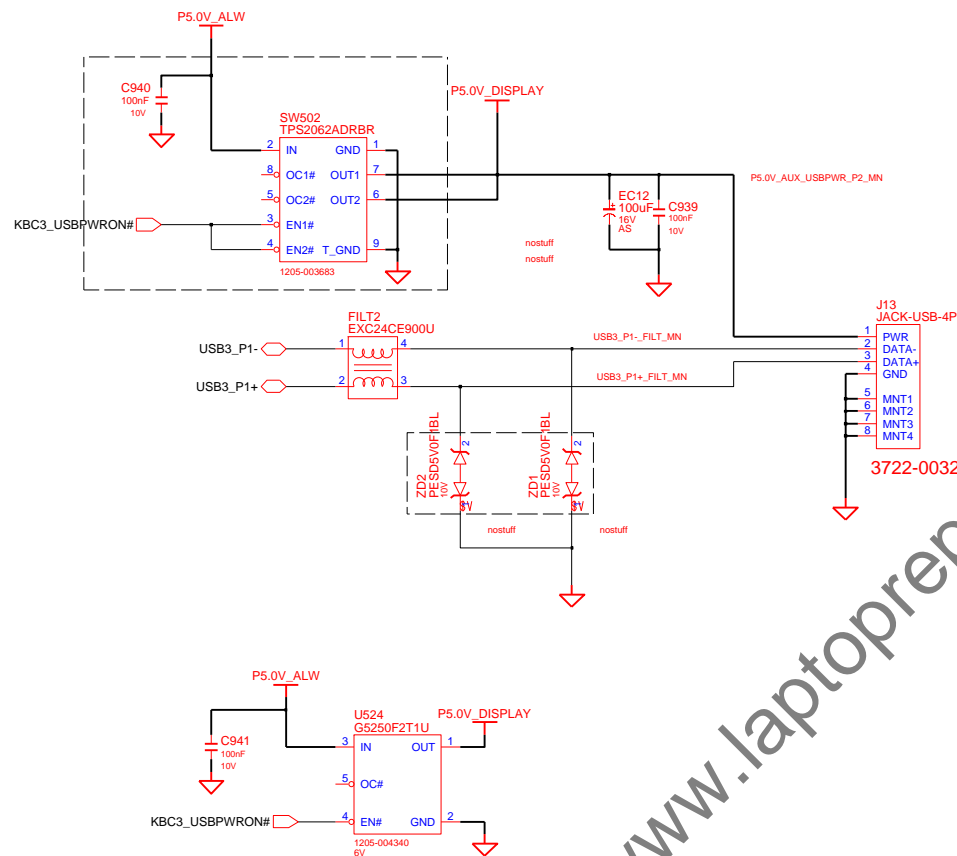 P5.0V_ALW
C940
100nF
10V
P5.0V_DISPLAY
SW502
TPS2062ADRBR
2 IN GND 1
8 OC1# OUT1 7
5 OC2# OUT2 6
KBC3_USBPWRON# 3 EN1#
4 EN2# T_GND 9
1205-003683
P5.0V_AUX_USBPWR_P2_MN
EC12
100uF
16V
AS
C939
100nF
10V
nostuff
nostuff
J13
JACK-USB-4P
1 PWR
2 DATA-
3 DATA+
4 GND
5 MNT1
6 MNT2
7 MNT3
8 MNT4
3722-0032
FILT2
EXC24CE900U
USB3_P1- 1 4 USB3_P1-_FILT_MN
USB3_P1+ 2 3 USB3_P1+_FILT_MN
ZD2
PESD5V0F1BL
10V
2
ZD1
PESD5V0F1BL
10V
2
nostuff
nostuff
P5.0V_ALW
C941
100nF
10V
U524
G5250F2T1U
P5.0V_DISPLAY
3 IN OUT 1
5 OC#
KBC3_USBPWRON# 4 EN# GND 2
1205-004340
6V
www.laptoprep